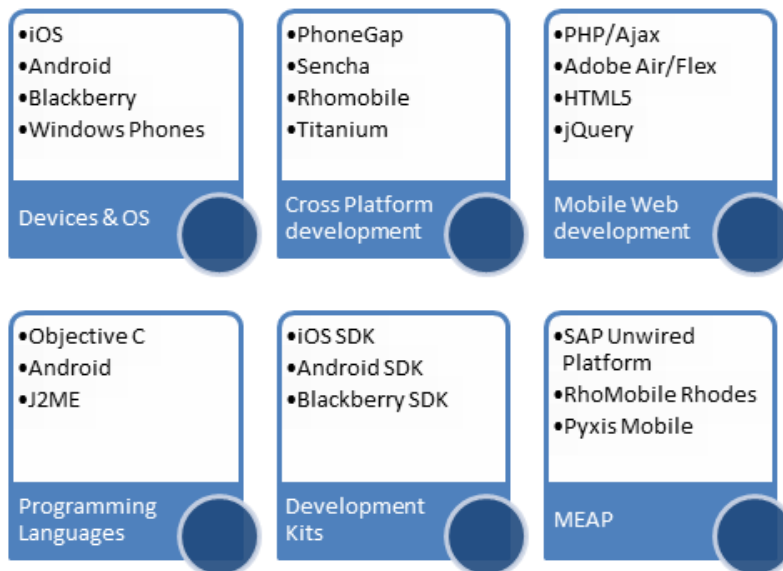 •iOS
•Android
•Blackberry
•Windows Phones
Devices & OS
•PhoneGap
•Sencha
•Rhomobile
•Titanium
Cross Platform
development
•PHP/Ajax
•Adobe Air/Flex
•HTML5
•jQuery
Mobile Web
development
•Objective C
•Android
•J2ME
Programming
Languages
•iOS SDK
•Android SDK
•Blackberry SDK
Development
Kits
•SAP Unwired
Platform
•RhoMobile Rhodes
•Pyxis Mobile
MEAP